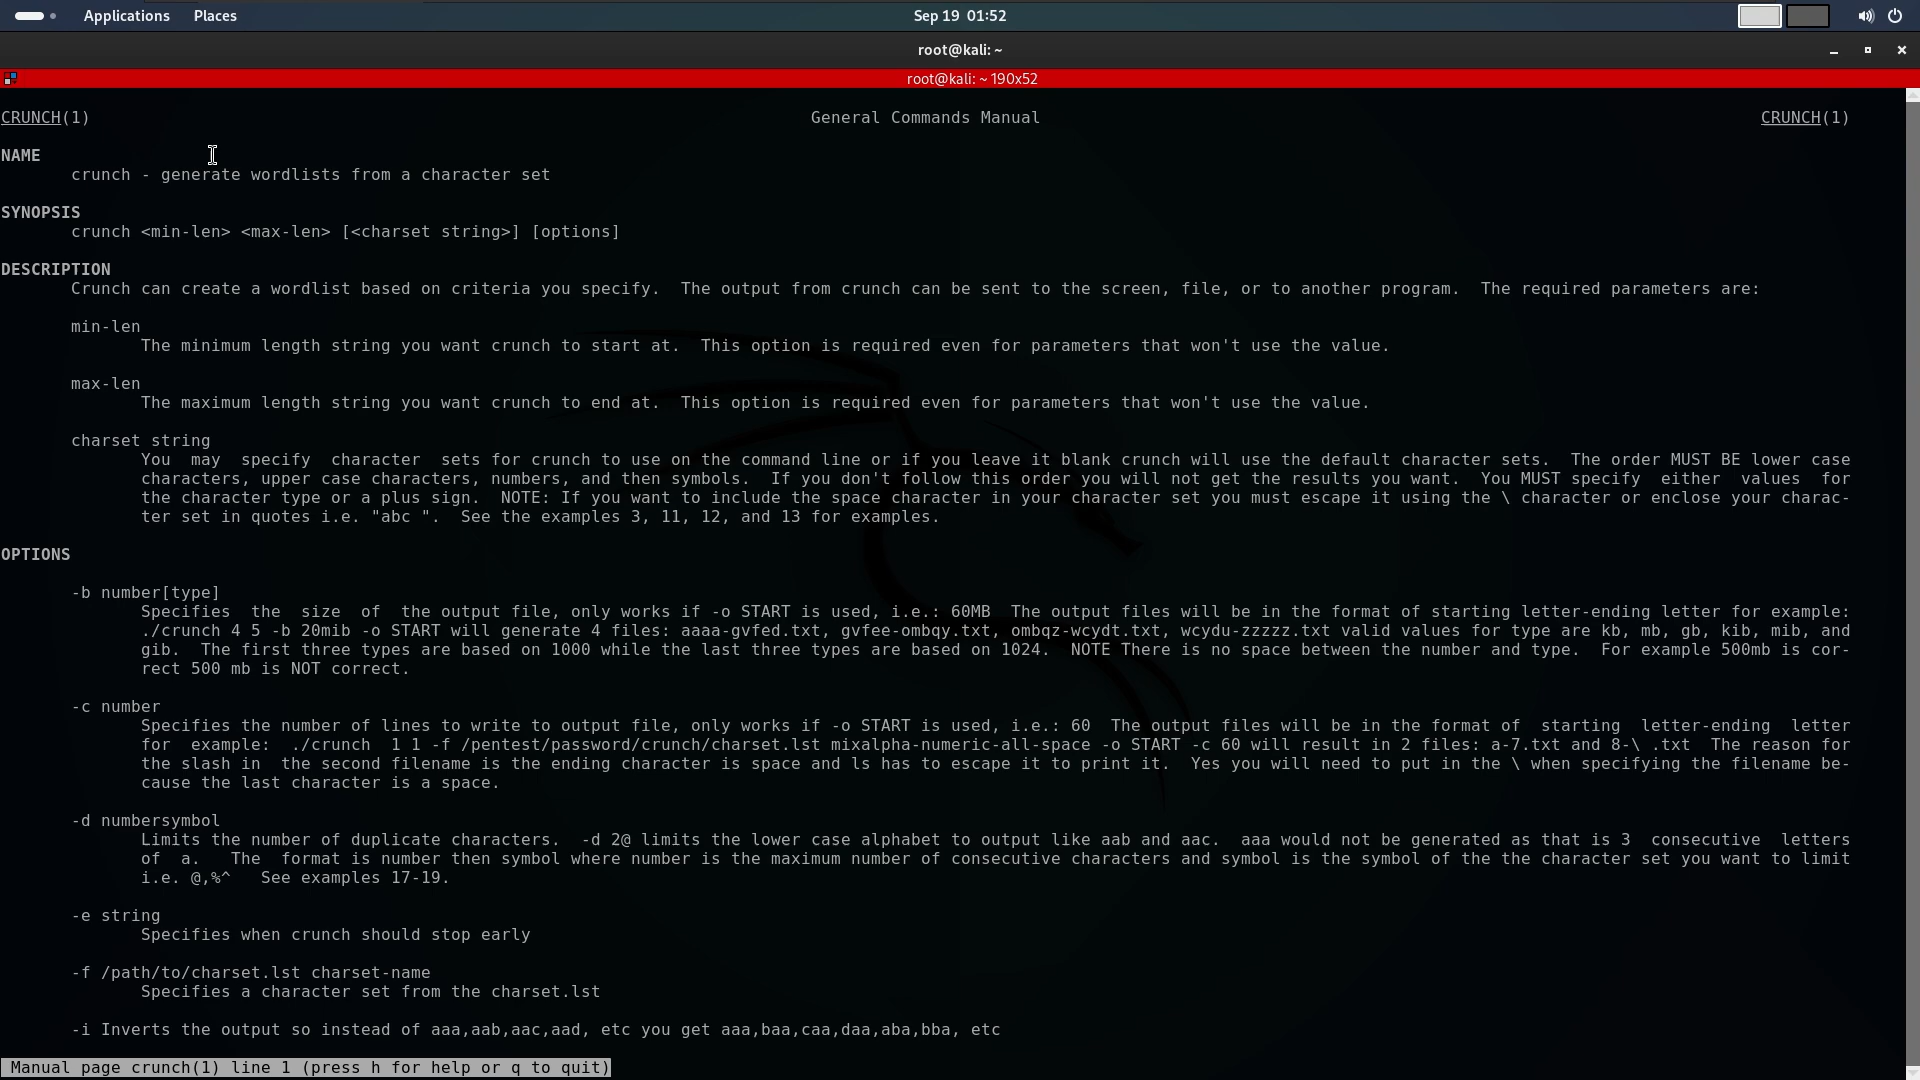 Applications Places Sep 19 01:52
root@kali: ~
root@kali: ~ 190x52
CRUNCH(1) General Commands Manual CRUNCH(1)
NAME
crunch - generate wordlists from a character set
SYNOPSIS
crunch <min-len> <max-len> [<charset string>] [options]
DESCRIPTION
Crunch can create a wordlist based on criteria you specify. The output from crunch can be sent to the screen, file, or to another program. The required parameters are:
min-len
The minimum length string you want crunch to start at. This option is required even for parameters that won't use the value.
max-len
The maximum length string you want crunch to end at. This option is required even for parameters that won't use the value.
charset string
You may specify character sets for crunch to use on the command line or if you leave it blank crunch will use the default character sets. The order MUST BE lower case
characters, upper case characters, numbers, and then symbols. If you don't follow this order you will not get the results you want. You MUST specify either values for
the character type or a plus sign. NOTE: If you want to include the space character in your character set you must escape it using the \ character or enclose your charac-
ter set in quotes i.e. "abc ". See the examples 3, 11, 12, and 13 for examples.
OPTIONS
-b number[type]
Specifies the size of the output file, only works if -o START is used, i.e.: 60MB The output files will be in the format of starting letter-ending letter for example:
./crunch 4 5 -b 20mib -o START will generate 4 files: aaaa-gvfed.txt, gvfee-ombqy.txt, ombqz-wcydt.txt, wcydu-zzzzz.txt valid values for type are kb, mb, gb, kib, mib, and
gib. The first three types are based on 1000 while the last three types are based on 1024. NOTE There is no space between the number and type. For example 500mb is cor-
rect 500 mb is NOT correct.
-c number
Specifies the number of lines to write to output file, only works if -o START is used, i.e.: 60 The output files will be in the format of starting letter-ending letter
for example: ./crunch 1 1 -f /pentest/password/crunch/charset.lst mixalpha-numeric-all-space -o START -c 60 will result in 2 files: a-7.txt and 8-\ .txt The reason for
the slash in the second filename is the ending character is space and ls has to escape it to print it. Yes you will need to put in the \ when specifying the filename be-
cause the last character is a space.
-d numbersymbol
Limits the number of duplicate characters. -d 2@ limits the lower case alphabet to output like aab and aac. aaa would not be generated as that is 3 consecutive letters
of a. The format is number then symbol where number is the maximum number of consecutive characters and symbol is the symbol of the the character set you want to limit
i.e. @,%^ See examples 17-19.
-e string
Specifies when crunch should stop early
-f /path/to/charset.lst charset-name
Specifies a character set from the charset.lst
-i Inverts the output so instead of aaa,aab,aac,aad, etc you get aaa,baa,caa,daa,aba,bba, etc
Manual page crunch(1) line 1 (press h for help or q to quit)